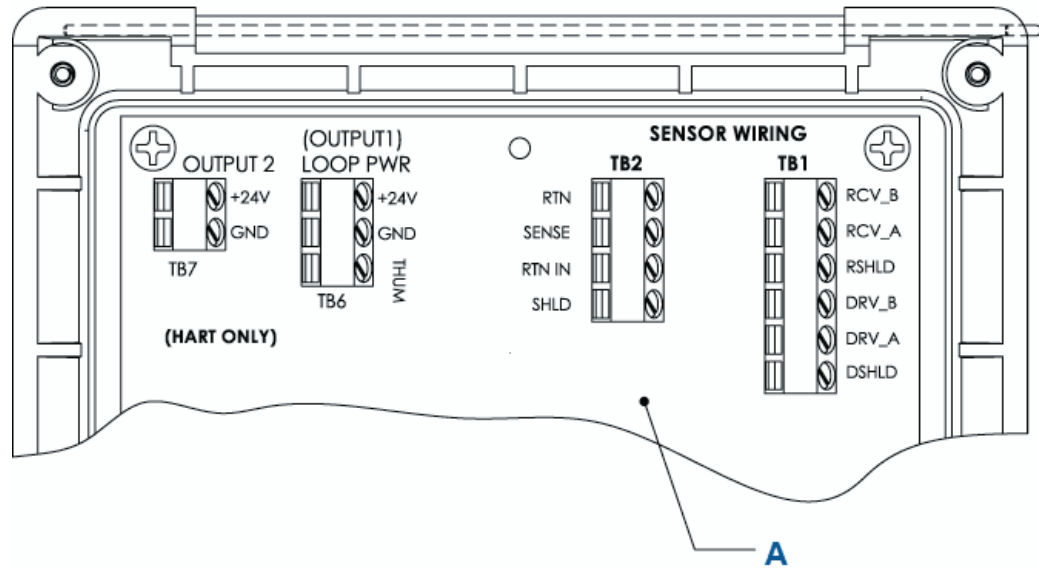 SENSOR WIRING
(OUTPUT1)
OUTPUT 2
LOOP PWR
TB2
TB1
+24V
GND
TB7
+24V
GND
THUM
TB6
(HART ONLY)
RTN
SENSE
RTN IN
SHLD
RCV_B
RCV_A
RSHLD
DRV_B
DRV_A
DSHLD
A